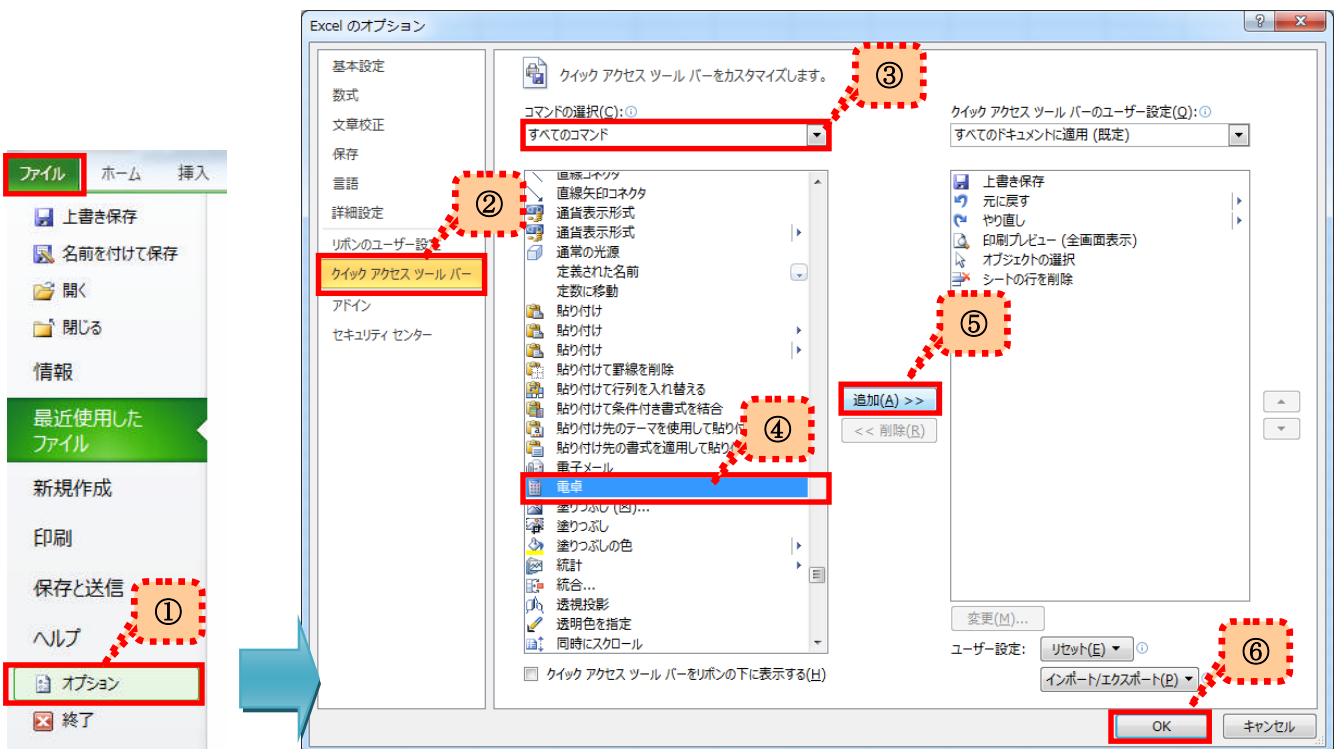 ファイル ホーム 挿入
上書き保存
名前を付けて保存
開く
閉じる
情報
最近使用した
ファイル
新規作成
印刷
保存と送信
①
ヘルプ
オプション
終了
Excel のオプション
基本設定
数式
文章校正
保存
言語
詳細設定
②
リボンのユーザー設定
クイック アクセス ツール バー
アドイン
セキュリティ センター
クイック アクセス ツール バーをカスタマイズします。
③
コマンドの選択(C):
すべてのコマンド
直線コネクタ
直線矢印コネクタ
通貨表示形式
通貨表示形式
通常の光源
定義された名前
定数に移動
貼り付け
貼り付け
貼り付け
貼り付けて罫線を削除
貼り付けて行列を入れ替える
貼り付けて条件付き書式を結合
貼り付け先のテーマを使用して貼り付
貼り付け先の書式を適用して貼り
④
電子メール
電卓
塗りつぶし (図)...
塗りつぶし
塗りつぶしの色
統計
統合...
透視投影
透明色を指定
同時にスクロール
クイック アクセス ツール バーをリボンの下に表示する(H)
⑤
追加(A) >>
<< 削除(R)
クイック アクセス ツール バーのユーザー設定(Q):
すべてのドキュメントに適用 (既定)
上書き保存
元に戻す
やり直し
印刷プレビュー (全画面表示)
オブジェクトの選択
シートの行を削除
変更(M)...
ユーザー設定: リセット(E)
インポート/エクスポート(P)
⑥
OK キャンセル